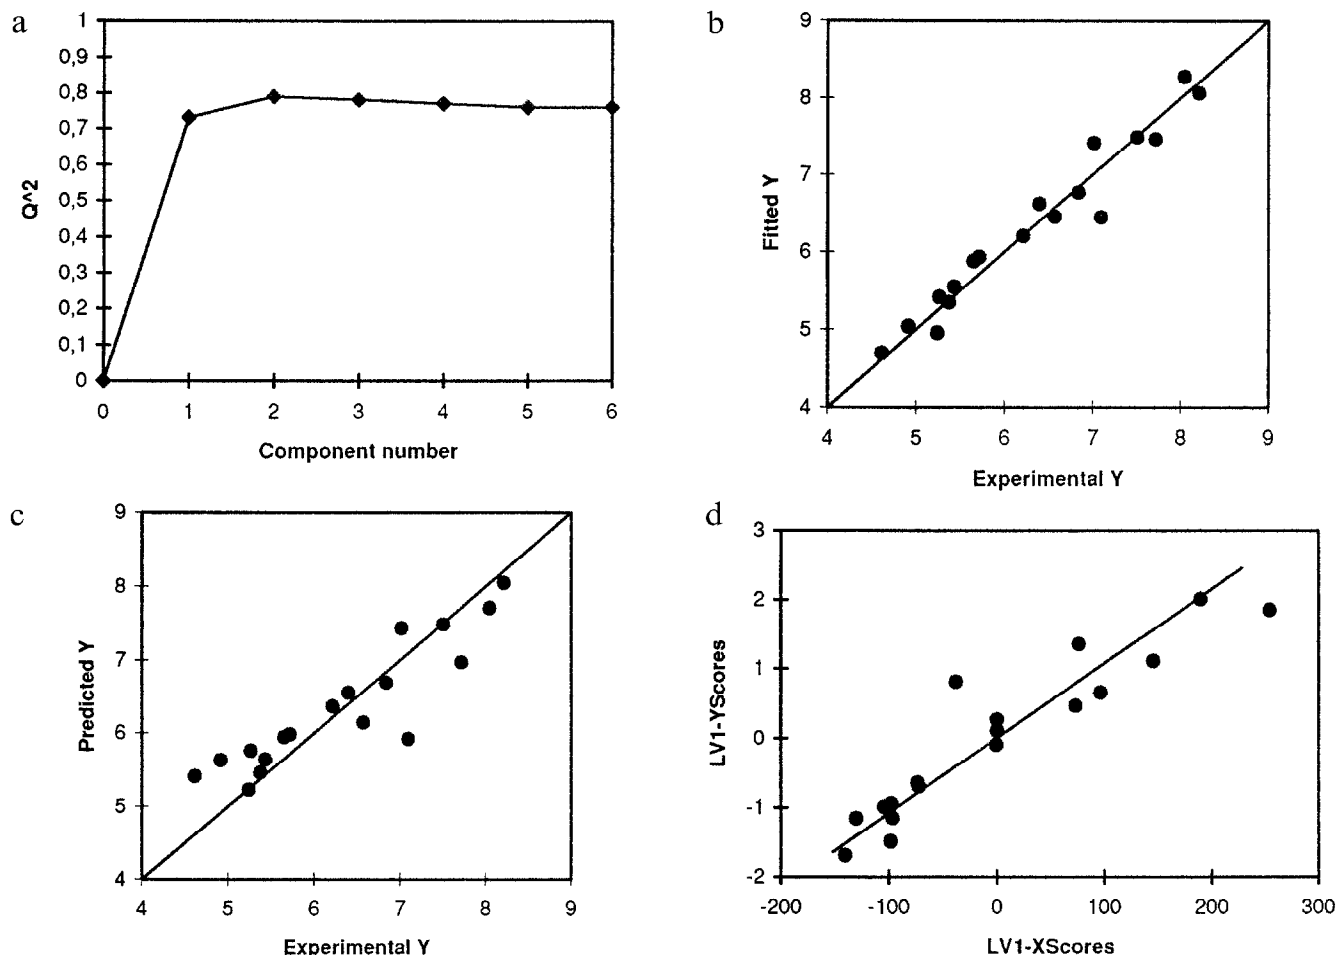 a
1
0,9
0,8
0,7
0,6
0,5
0,4
0,3
0,2
0,1
0
Q^2
0 1 2 3 4 5 6
Component number
b
9
8
7
6
5
4
Fitted Y
4 5 6 7 8 9
Experimental Y
c
9
8
7
6
5
4
Predicted Y
4 5 6 7 8 9
Experimental Y
d
3
2
1
0
-1
-2
LV1-YScores
-200 -100 0 100 200 300
LV1-XScores